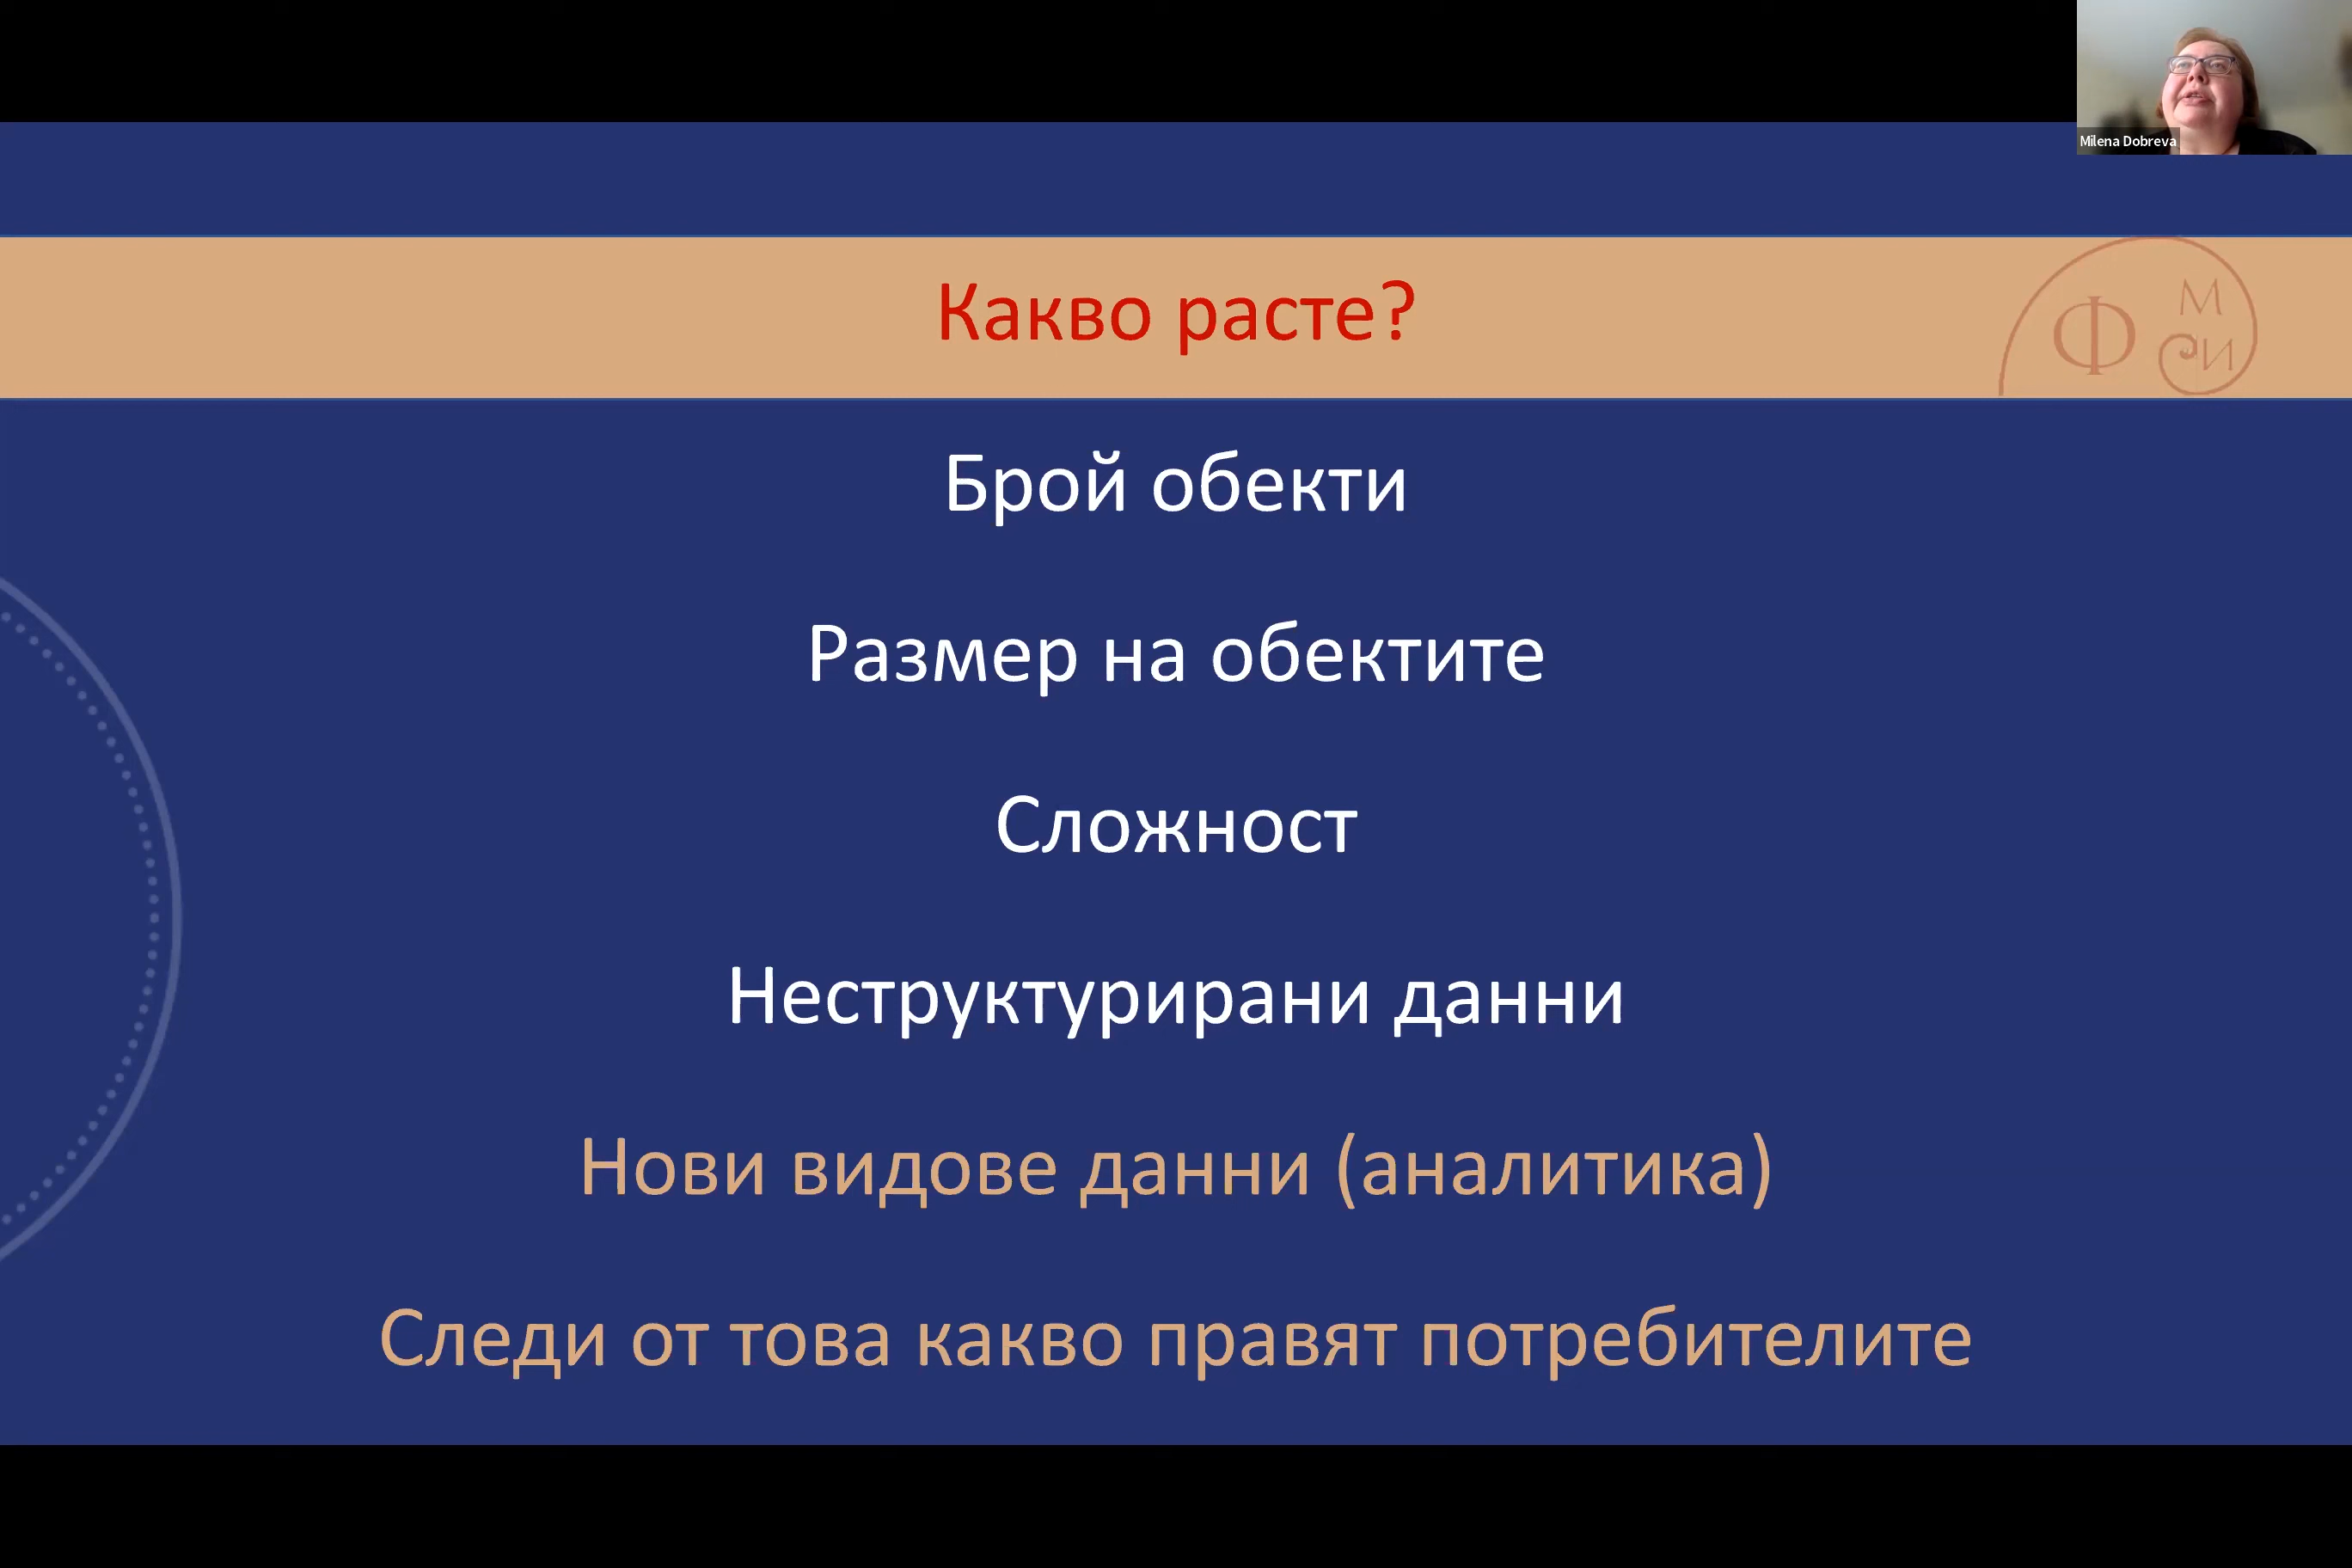 Milena Dobreva
Какво расте?
Ф
М
СИ
Брой обекти
Размер на обектите
Сложност
Неструктурирани данни
Нови видове данни (аналитика)
Следи от това какво правят потребителите